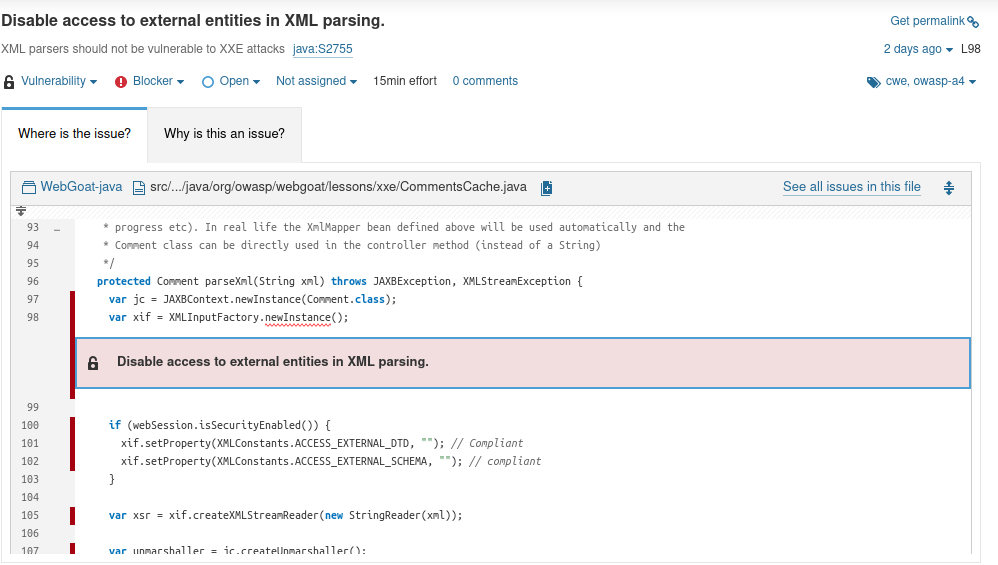 Disable access to external entities in XML parsing.
Get permalink
XML parsers should not be vulnerable to XXE attacks java:S2755
2 days ago L98
Vulnerability Blocker Open Not assigned 15min effort 0 comments
cwe, owasp-a4
Where is the issue? Why is this an issue?
WebGoat-java src/.../java/org/owasp/webgoat/lessons/xxe/CommentsCache.java
See all issues in this file
93 * progress etc). In real life the XmlMapper bean defined above will be used automatically and the
94 * Comment class can be directly used in the controller method (instead of a String)
95 */
96 protected Comment parseXml(String xml) throws JAXBException, XMLStreamException {
97 var jc = JAXBContext.newInstance(Comment.class);
98 var xif = XMLInputFactory.newInstance();
Disable access to external entities in XML parsing.
99
100 if (webSession.isSecurityEnabled()) {
101 xif.setProperty(XMLConstants.ACCESS_EXTERNAL_DTD, ""); // Compliant
102 xif.setProperty(XMLConstants.ACCESS_EXTERNAL_SCHEMA, ""); // compliant
103 }
104
105 var xsr = xif.createXMLStreamReader(new StringReader(xml));
106
107 var unmarshaller = jc.createUnmarshaller();